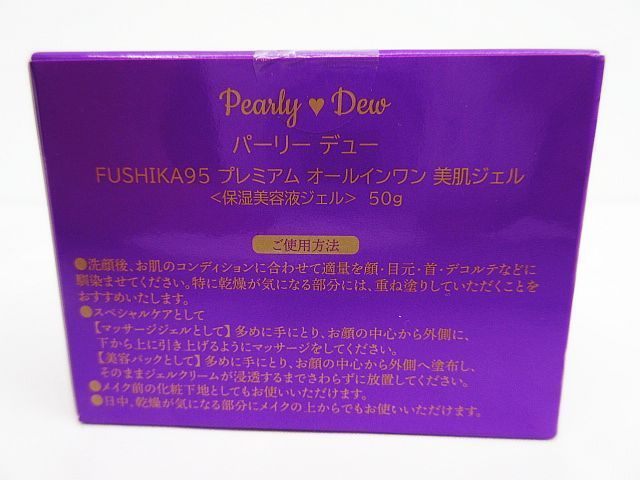 Pearly ♥ Dew
パーリー デュー
FUSHIKA95 プレミアム オールインワン 美肌ジェル
＜保湿美容液ジェル＞ 50g
ご使用方法
●洗顔後、お肌のコンディションに合わせて適量を顔・目元・首・デコルテなどに
馴染ませてください。特に乾燥が気になる部分には、重ね塗りしていただくことを
おすすめいたします。
●スペシャルケアとして
【マッサージジェルとして】多めに手にとり、お顔の中心から外側に、
下から上に引き上げるようにマッサージをしてください。
【美容パックとして】多めに手にとり、お顔の中心から外側へ塗布し、
そのままジェルクリームが浸透するまでさわらずに放置してください。
●メイク前の化粧下地としてもお使いいただけます。
●日中、乾燥が気になる部分にメイクの上からでもお使いいただけます。